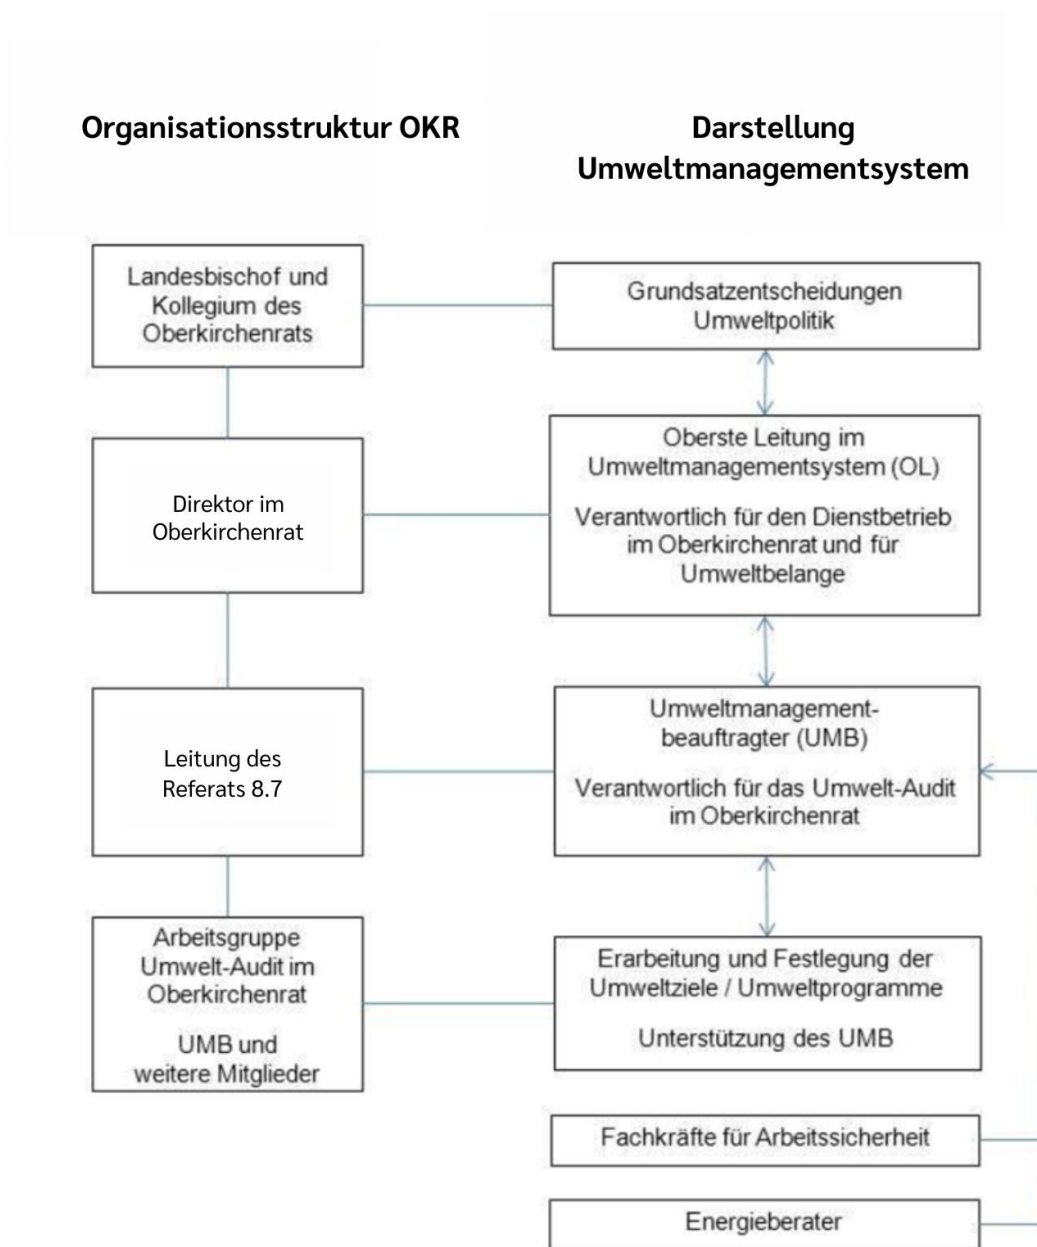 Organisationsstruktur OKR
Darstellung
Umweltmanagementsystem
Landesbischof und
Kollegium des
Oberkirchenrats
Grundsatzentscheidungen
Umweltpolitik
Direktor im
Oberkirchenrat
Oberste Leitung im
Umweltmanagementsystem (OL)
Verantwortlich für den Dienstbetrieb
im Oberkirchenrat und für
Umweltbelange
Leitung des
Referats 8.7
Umweltmanagement-
beauftragter (UMB)
Verantwortlich für das Umwelt-Audit
im Oberkirchenrat
Arbeitsgruppe
Umwelt-Audit im
Oberkirchenrat
UMB und
weitere Mitglieder
Erarbeitung und Festlegung der
Umweltziele / Umweltprogramme
Unterstützung des UMB
Fachkräfte für Arbeitssicherheit
Energieberater